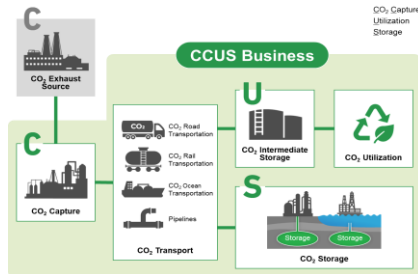 CO₂ Capture
Utilization
Storage
C
CO₂ Exhaust
Source
CCUS Business
C
CO₂ Capture
CO₂
CO₂ Road
Transportation
CO₂ Rail
Transportation
CO₂ Ocean
Transportation
Pipelines
CO₂ Transport
U
CO₂ Intermediate
Storage
CO₂ Utilization
S
Storage
Storage
CO₂ Storage